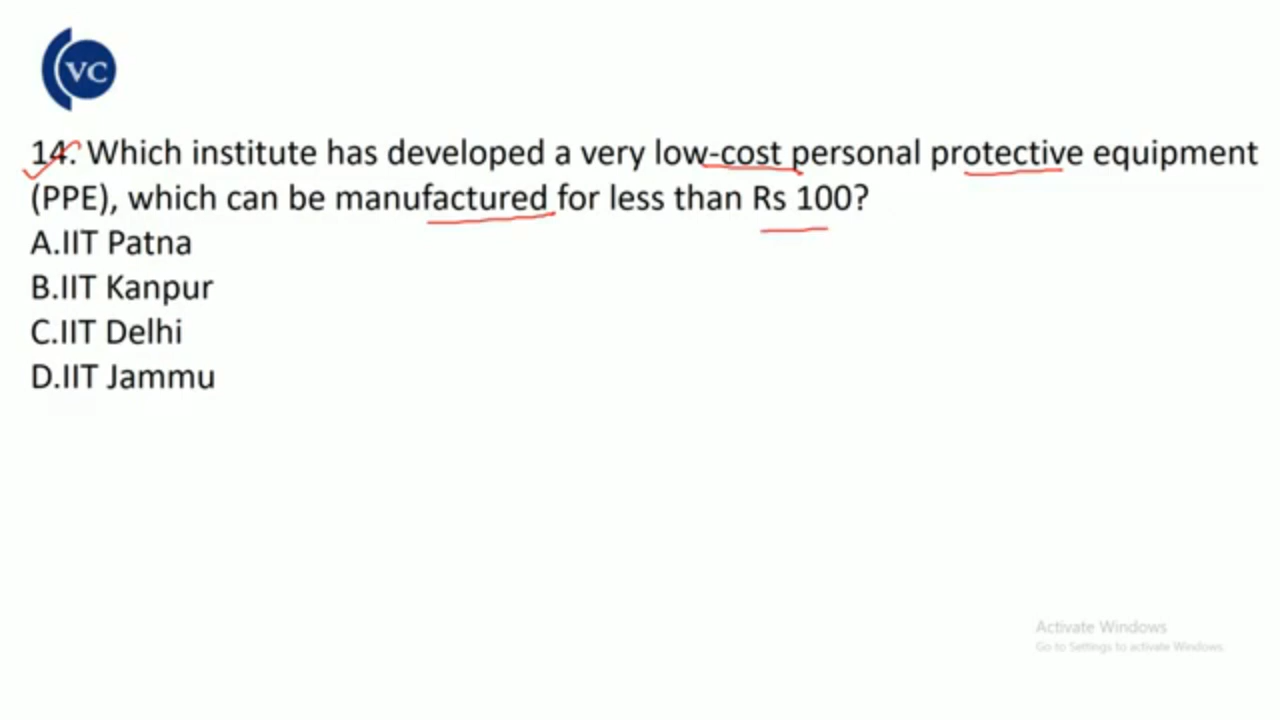 VC
14. Which institute has developed a very low-cost personal protective equipment
(PPE), which can be manufactured for less than Rs 100?
A.IIT Patna
B.IIT Kanpur
C.IIT Delhi
D.IIT Jammu
Activate Windows
Go to Settings to activate Windows.